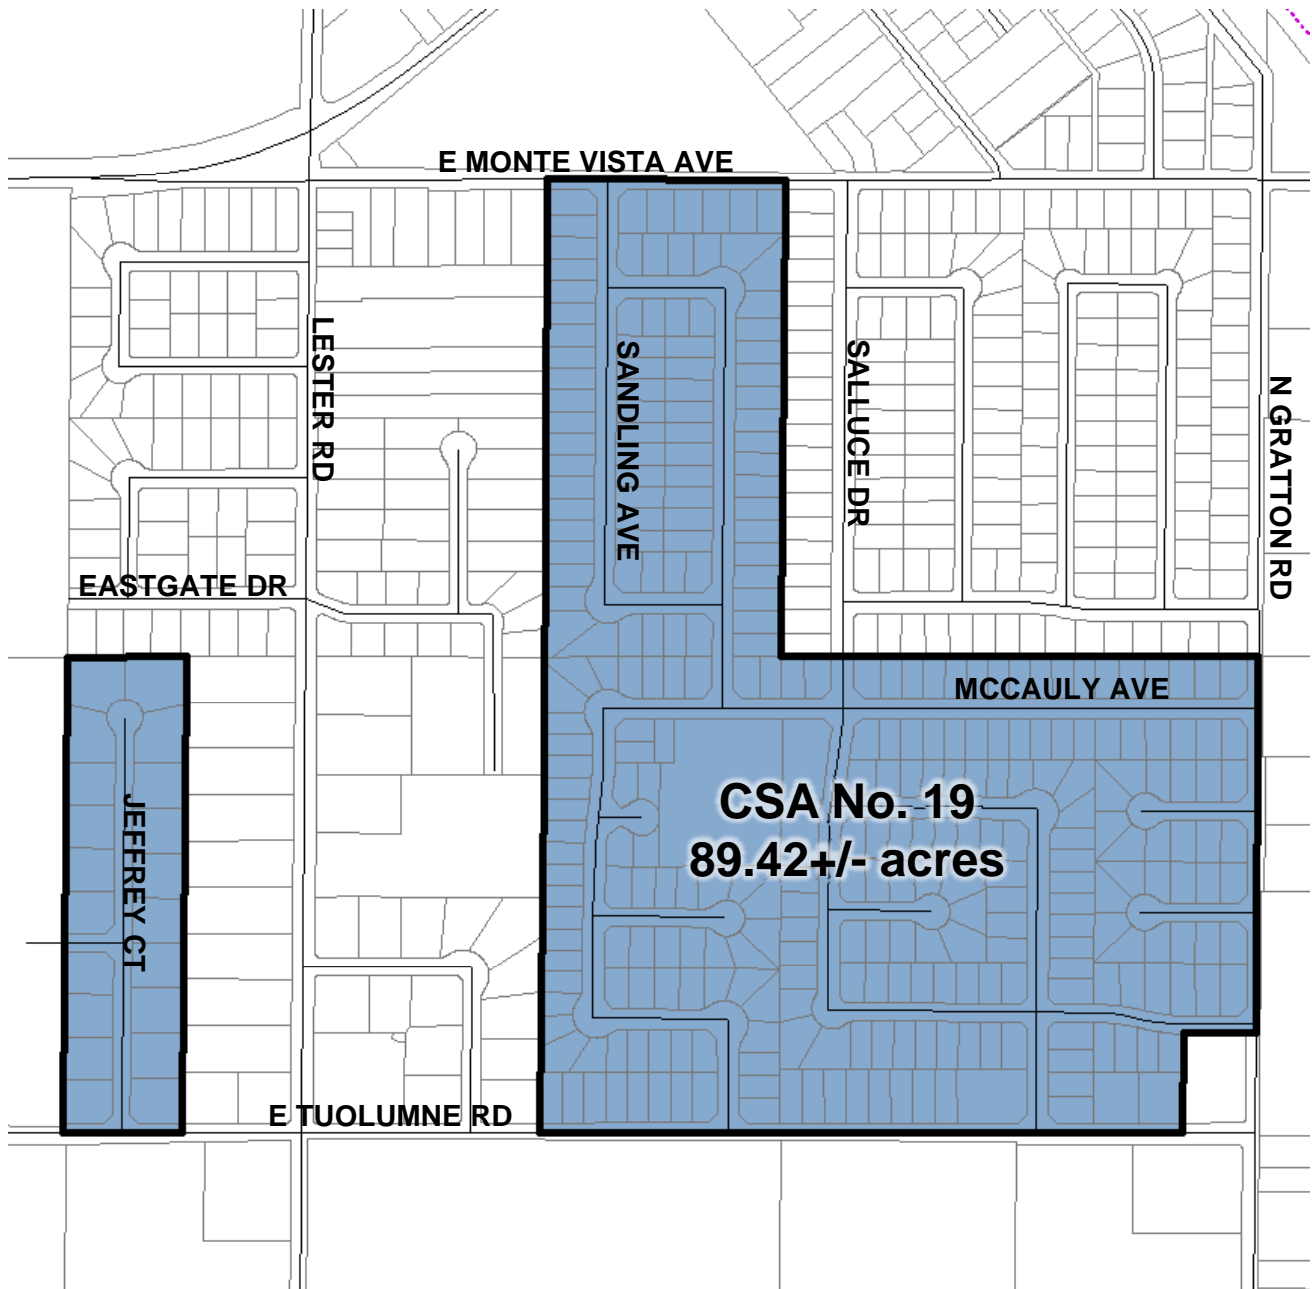 E MONTE VISTA AVE
LESTER RD
SANDLING AVE
SALLUCE DR
N GRATTON RD
EASTGATE DR
MCCAULY AVE
CSA No. 19
89.42+/- acres
JEFFREY CT
E TUOLUMNE RD